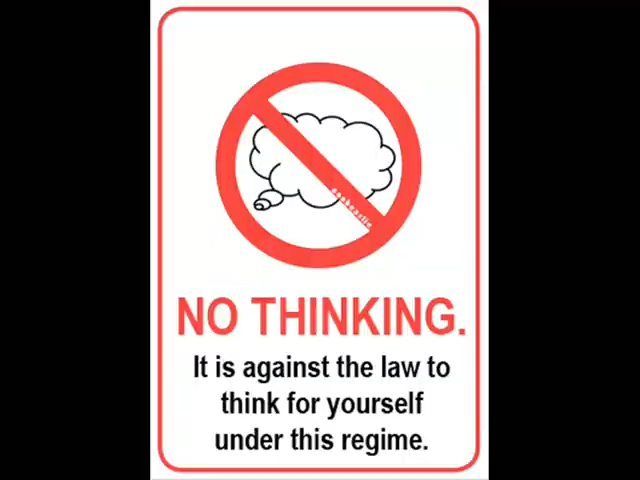 NO THINKING.
It is against the law to
think for yourself
under this regime.